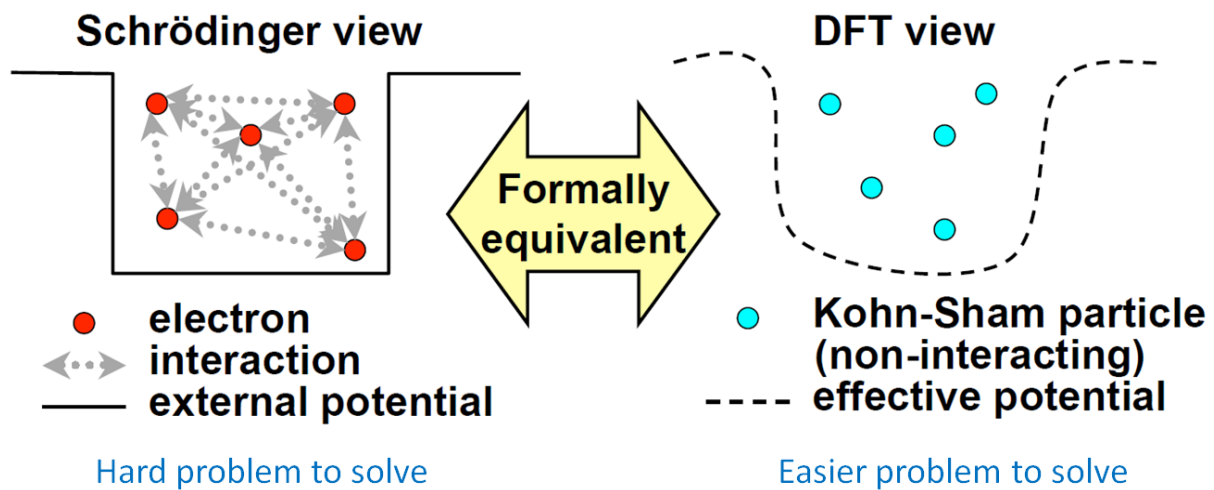 Schrödinger view
DFT view
Formally
equivalent
electron
interaction
external potential
Kohn-Sham particle
(non-interacting)
effective potential
Hard problem to solve
Easier problem to solve